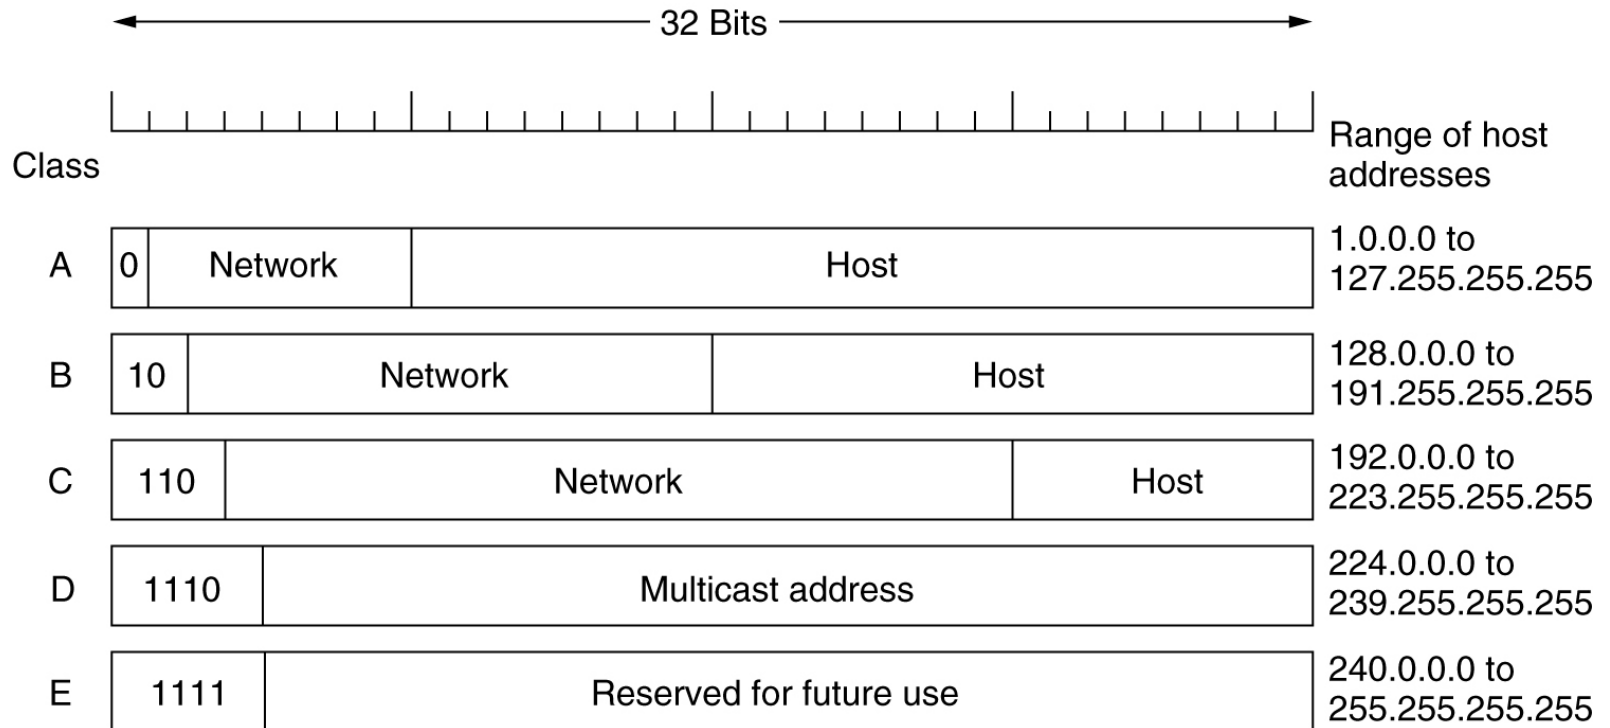 32 Bits
Class
Range of host
addresses
A
0
Network
Host
1.0.0.0 to
127.255.255.255
B
10
Network
Host
128.0.0.0 to
191.255.255.255
C
110
Network
Host
192.0.0.0 to
223.255.255.255
D
1110
Multicast address
224.0.0.0 to
239.255.255.255
E
1111
Reserved for future use
240.0.0.0 to
255.255.255.255